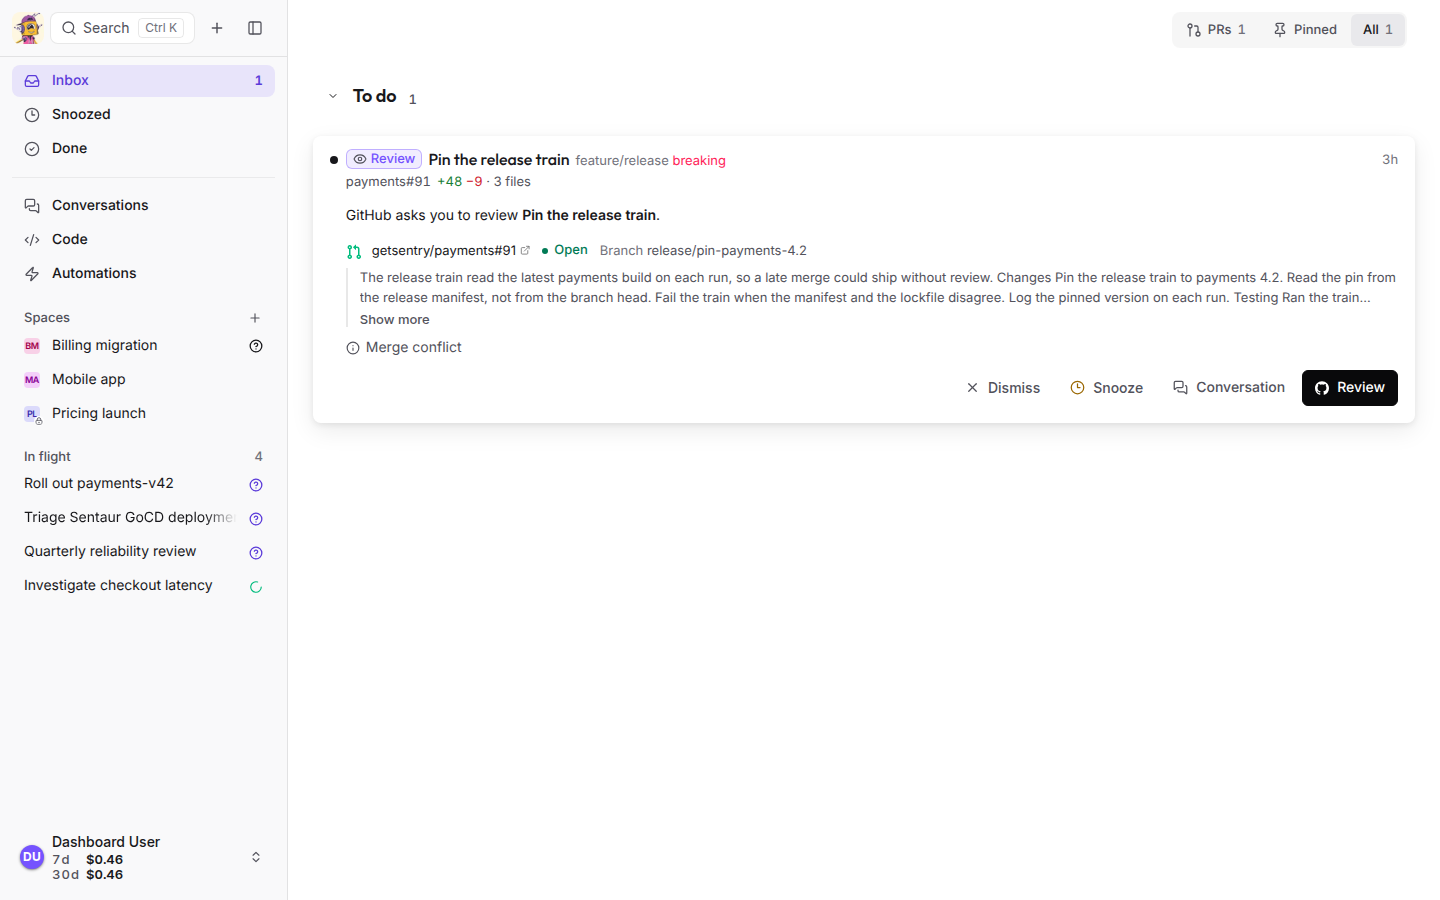 Search Ctrl K
Inbox 1
Snoozed
Done
Conversations
Code
Automations
Spaces
BM Billing migration
MA Mobile app
PL Pricing launch
In flight 4
Roll out payments-v42
Triage Sentaur GoCD deployme
Quarterly reliability review
Investigate checkout latency
DU Dashboard User
7d $0.46
30d $0.46
PRs 1 Pinned All 1
To do 1
Review Pin the release train feature/release breaking 3h
payments#91 +48 −9 · 3 files
GitHub asks you to review Pin the release train.
getsentry/payments#91 Open Branch release/pin-payments-4.2
The release train read the latest payments build on each run, so a late merge could ship without review. Changes Pin the release train to payments 4.2. Read the pin from
the release manifest, not from the branch head. Fail the train when the manifest and the lockfile disagree. Log the pinned version on each run. Testing Ran the train...
Show more
Merge conflict
Dismiss Snooze Conversation Review